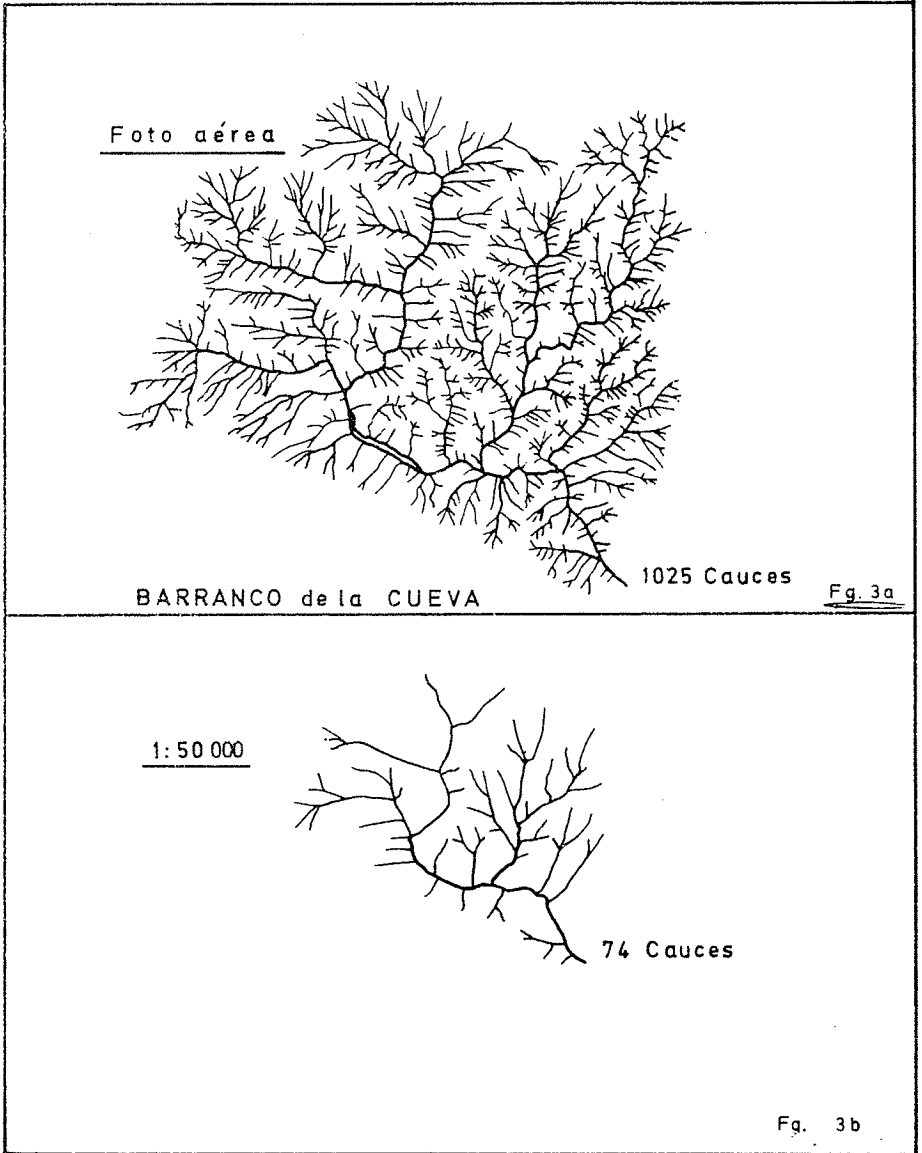 Foto aérea
1025 Cauces
BARRANCO de la CUEVA
Fg. 3a
1:50 000
74 Cauces
Fg. 3b